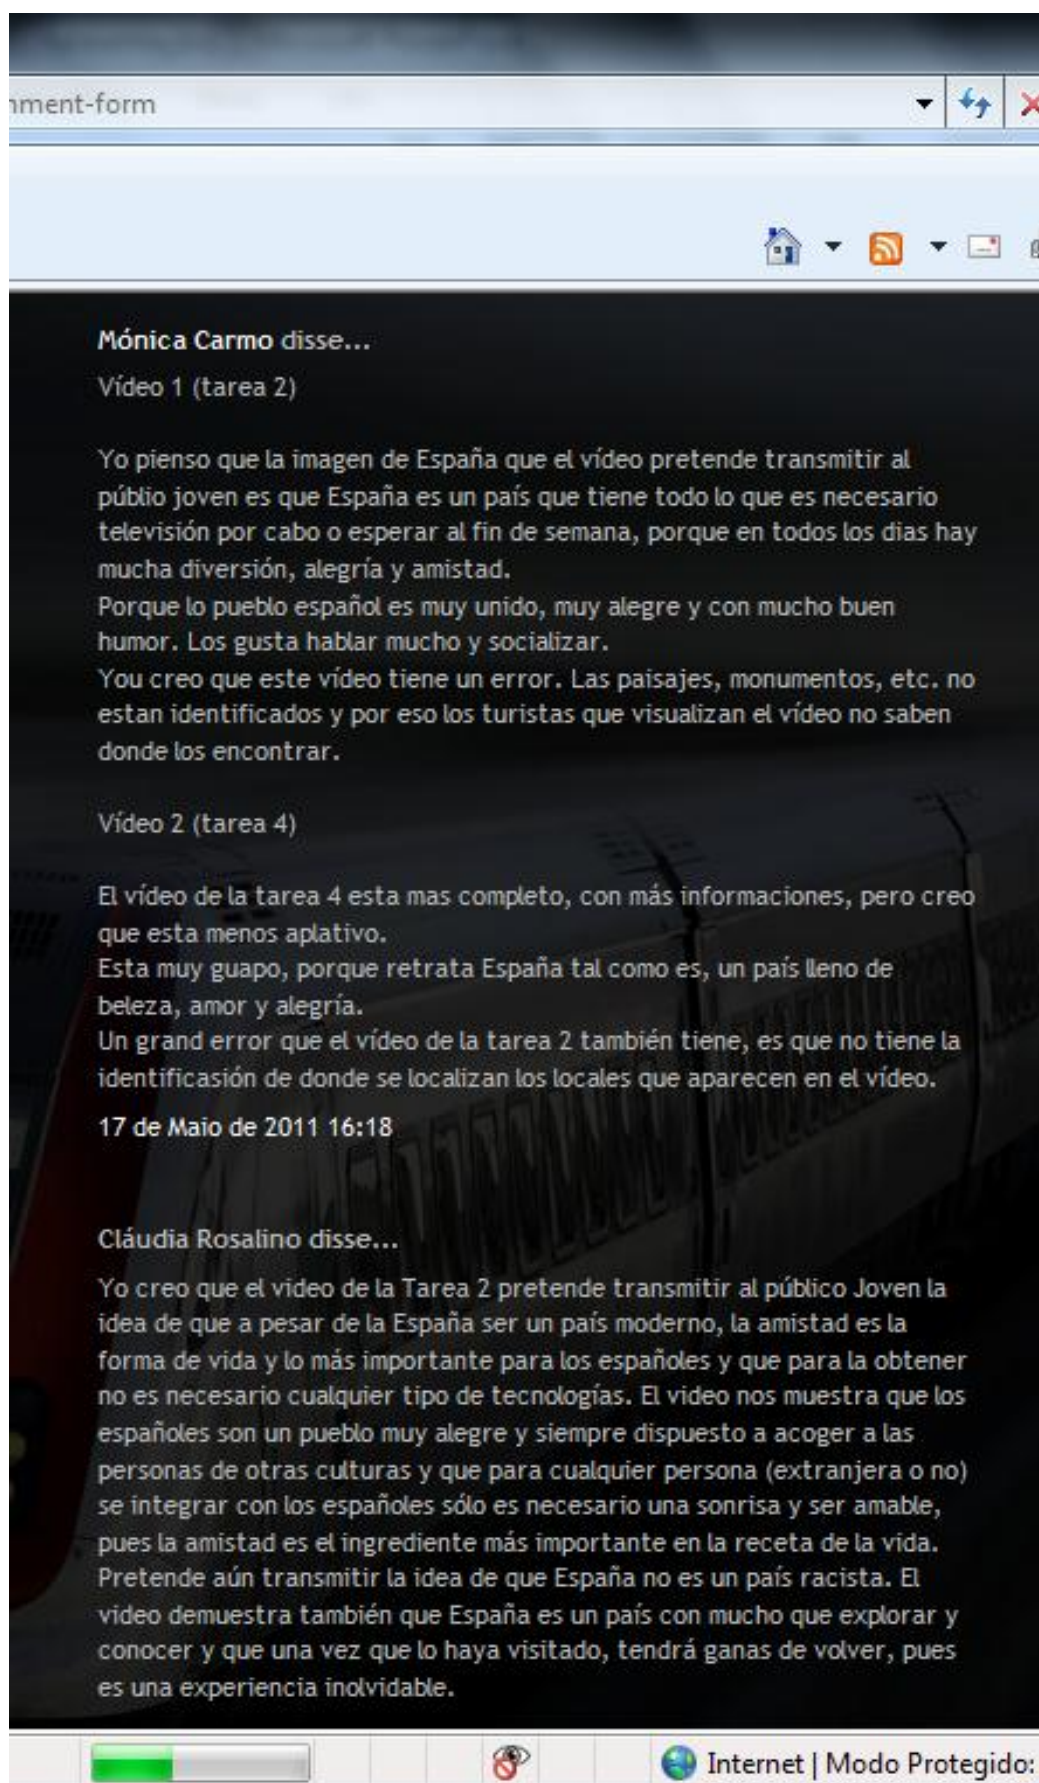 nment-form
Mónica Carmo disse...
Vídeo 1 (tarea 2)
Yo pienso que la imagen de España que el vídeo pretende transmitir al
públio joven es que España es un país que tiene todo lo que es necesario
televisión por cabo o esperar al fin de semana, porque en todos los dias hay
mucha diversión, alegría y amistad.
Porque lo pueblo español es muy unido, muy alegre y con mucho buen
humor. Los gusta hablar mucho y socializar.
You creo que este vídeo tiene un error. Las paisajes, monumentos, etc. no
estan identificados y por eso los turistas que visualizan el vídeo no saben
donde los encontrar.
Vídeo 2 (tarea 4)
El vídeo de la tarea 4 esta mas completo, con más informaciones, pero creo
que esta menos aplativo.
Esta muy guapo, porque retrata España tal como es, un país lleno de
beleza, amor y alegría.
Un grand error que el vídeo de la tarea 2 también tiene, es que no tiene la
identificasión de donde se localizan los locales que aparecen en el vídeo.
17 de Maio de 2011 16:18
Cláudia Rosalino disse...
Yo creo que el video de la Tarea 2 pretende transmitir al público Joven la
idea de que a pesar de la España ser un país moderno, la amistad es la
forma de vida y lo más importante para los españoles y que para la obtener
no es necesario cualquier tipo de tecnologías. El video nos muestra que los
españoles son un pueblo muy alegre y siempre dispuesto a acoger a las
personas de otras culturas y que para cualquier persona (extranjera o no)
se integrar con los españoles sólo es necesario una sonrisa y ser amable,
pues la amistad es el ingrediente más importante en la receta de la vida.
Pretende aún transmitir la idea de que España no es un país racista. El
video demuestra también que España es un país con mucho que explorar y
conocer y que una vez que lo haya visitado, tendrá ganas de volver, pues
es una experiencia inolvidable.
Internet | Modo Protegido: